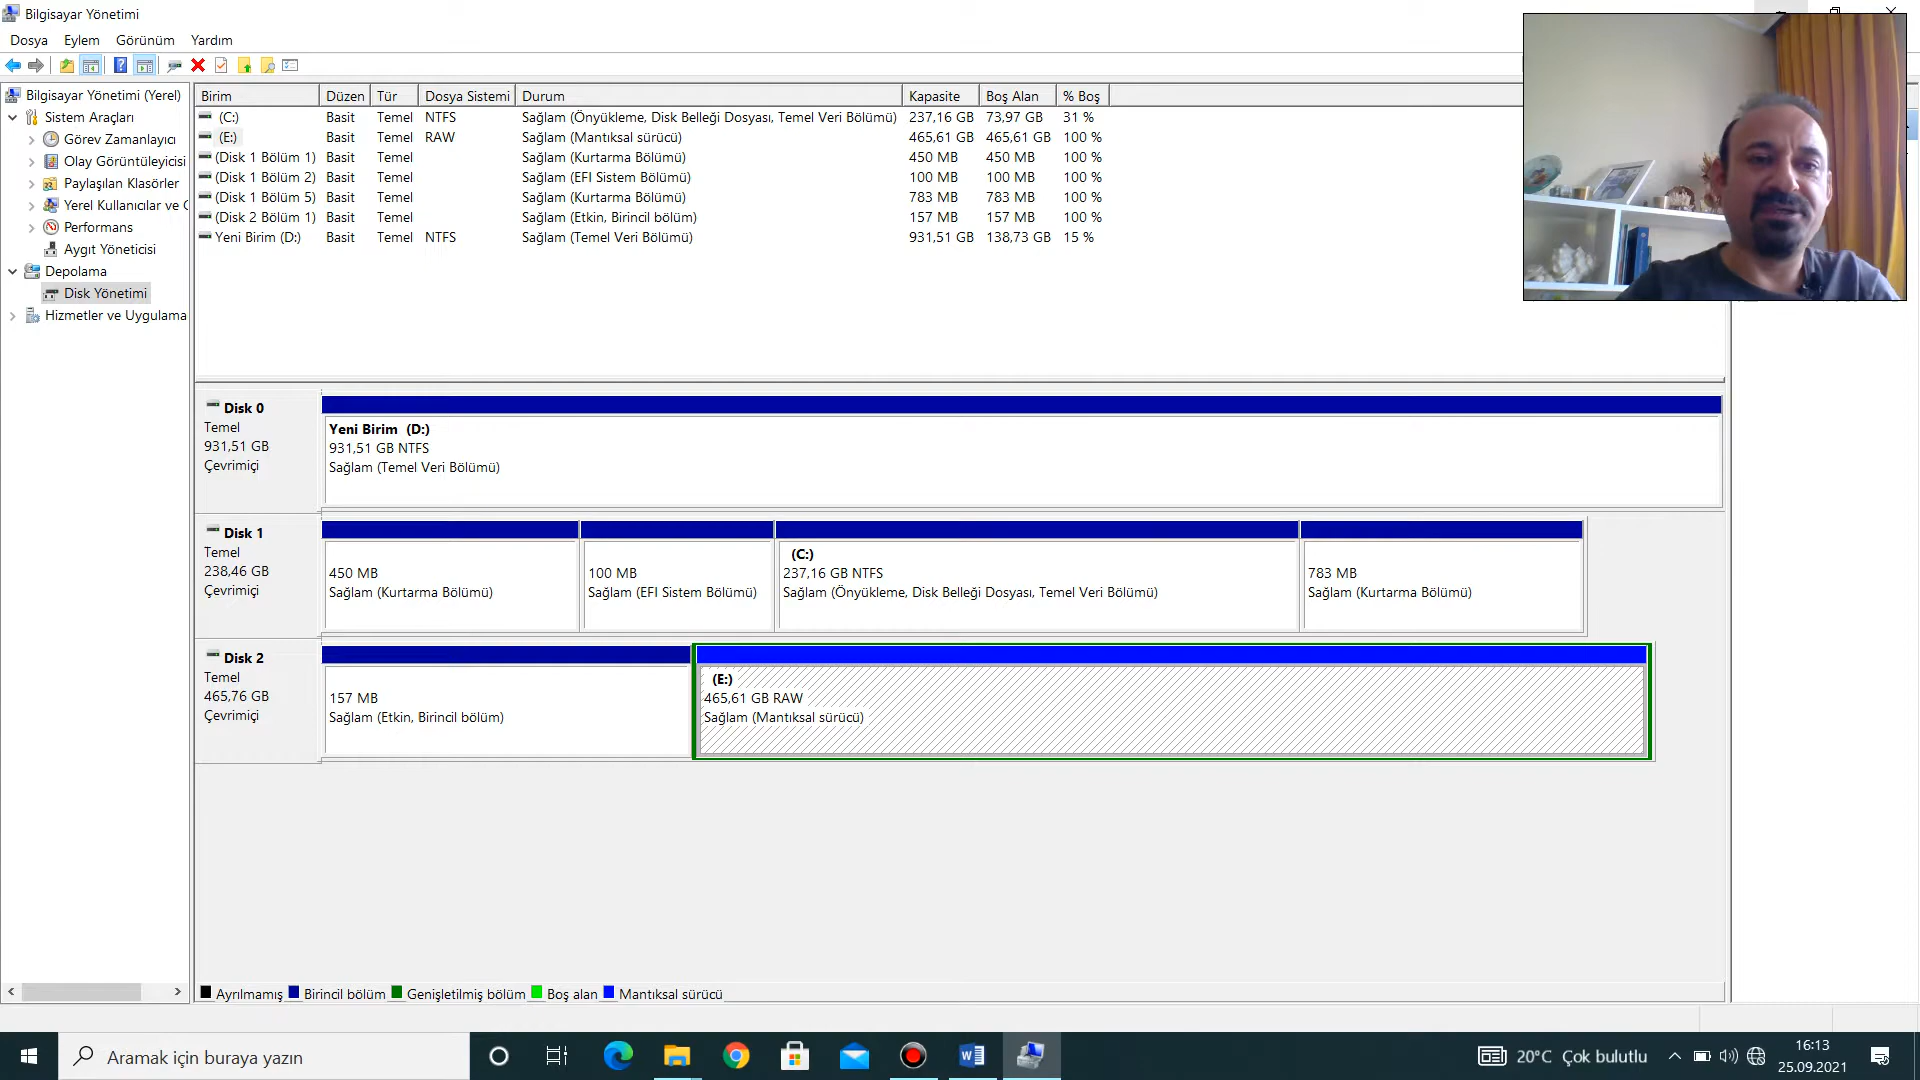 Bilgisayar Yönetimi
Dosya Eylem Görünüm Yardım
Bilgisayar Yönetimi (Yerel)
Sistem Araçları
Görev Zamanlayıcı
Olay Görüntüleyicisi
Paylaşılan Klasörler
Yerel Kullanıcılar ve G
Performans
Aygıt Yöneticisi
Depolama
Disk Yönetimi
Hizmetler ve Uygulama
Birim Düzen Tür Dosya Sistemi Durum Kapasite Boş Alan % Boş
(C:) Basit Temel NTFS Sağlam (Önyükleme, Disk Belleği Dosyası, Temel Veri Bölümü) 237,16 GB 73,97 GB 31 %
(E:) Basit Temel RAW Sağlam (Mantıksal sürücü) 465,61 GB 465,61 GB 100 %
(Disk 1 Bölüm 1) Basit Temel Sağlam (Kurtarma Bölümü) 450 MB 450 MB 100 %
(Disk 1 Bölüm 2) Basit Temel Sağlam (EFI Sistem Bölümü) 100 MB 100 MB 100 %
(Disk 1 Bölüm 5) Basit Temel Sağlam (Kurtarma Bölümü) 783 MB 783 MB 100 %
(Disk 2 Bölüm 1) Basit Temel Sağlam (Etkin, Birincil bölüm) 157 MB 157 MB 100 %
Yeni Birim (D:) Basit Temel NTFS Sağlam (Temel Veri Bölümü) 931,51 GB 138,73 GB 15 %
Disk 0
Temel
931,51 GB
Çevrimiçi
Yeni Birim (D:)
931,51 GB NTFS
Sağlam (Temel Veri Bölümü)
Disk 1
Temel
238,46 GB
Çevrimiçi
450 MB
Sağlam (Kurtarma Bölümü)
100 MB
Sağlam (EFI Sistem Bölümü)
(C:)
237,16 GB NTFS
Sağlam (Önyükleme, Disk Belleği Dosyası, Temel Veri Bölümü)
783 MB
Sağlam (Kurtarma Bölümü)
Disk 2
Temel
465,76 GB
Çevrimiçi
157 MB
Sağlam (Etkin, Birincil bölüm)
(E:)
465,61 GB RAW
Sağlam (Mantıksal sürücü)
Ayrılmamış Birincil bölüm Genişletilmiş bölüm Boş alan Mantıksal sürücü
Aramak için buraya yazın
20°C Çok bulutlu
16:13
25.09.2021